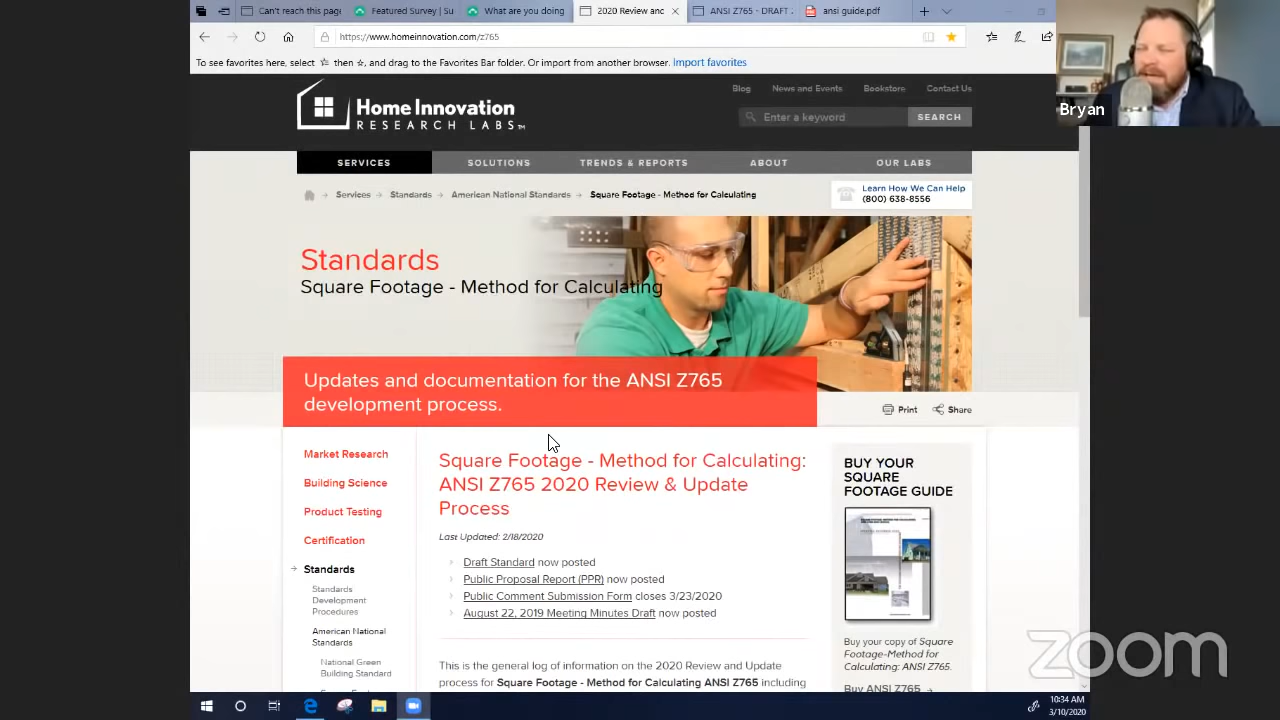 Can't reach this page
Featured Survey | Su
What are you doing
2020 Review anc
ANSI Z765 - DRAFT
ansi guide.pdf
https://www.homeinnovation.com/z765
To see favorites here, select then, and drag to the Favorites Bar folder. Or import from another browser. Import favorites
Bryan
Blog
News and Events
Bookstore
Contact Us
Home Innovation
RESEARCH LABS™
Enter a keyword
SEARCH
SERVICES
SOLUTIONS
TRENDS & REPORTS
ABOUT
OUR LABS
Services
Standards
American National Standards
Square Footage - Method for Calculating
Learn How We Can Help
(800) 638-8556
Standards
Square Footage - Method for Calculating
Updates and documentation for the ANSI Z765
development process.
Print
Share
Market Research
Building Science
Product Testing
Certification
Standards
Standards
Development
Procedures
American National
Standards
National Green
Building Standard
Square Footage - Method for Calculating:
ANSI Z765 2020 Review & Update
Process
Last Updated: 2/18/2020
Draft Standard now posted
Public Proposal Report (PPR) now posted
Public Comment Submission Form closes 3/23/2020
August 22, 2019 Meeting Minutes Draft now posted
This is the general log of information on the 2020 Review and Update
process for Square Footage - Method for Calculating ANSI Z765 including
BUY YOUR
SQUARE
FOOTAGE GUIDE
Buy your copy of Square
Footage-Method for
Calculating: ANSI Z765.
Buy ANSI Z765
zoom
10:34 AM
3/10/2020